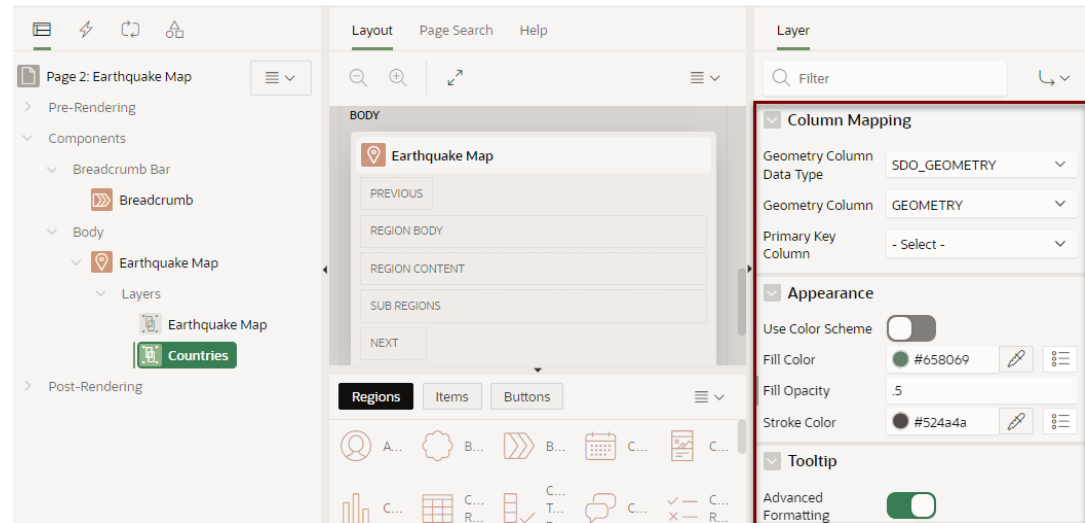 Page 2: Earthquake Map
Pre-Rendering
Components
Breadcrumb Bar
Breadcrumb
Body
Earthquake Map
Layers
Earthquake Map
Countries
Post-Rendering
Layout Page Search Help
BODY
Earthquake Map
PREVIOUS
REGION BODY
REGION CONTENT
SUB REGIONS
NEXT
Regions Items Buttons
A... B... B... C... C... C...
C... C... C... C... C...
R... T... R...
Layer
Filter
Column Mapping
Geometry Column
Data Type SDO_GEOMETRY
Geometry Column GEOMETRY
Primary Key
Column - Select -
Appearance
Use Color Scheme
Fill Color #658069
Fill Opacity .5
Stroke Color #524a4a
Tooltip
Advanced
Formatting